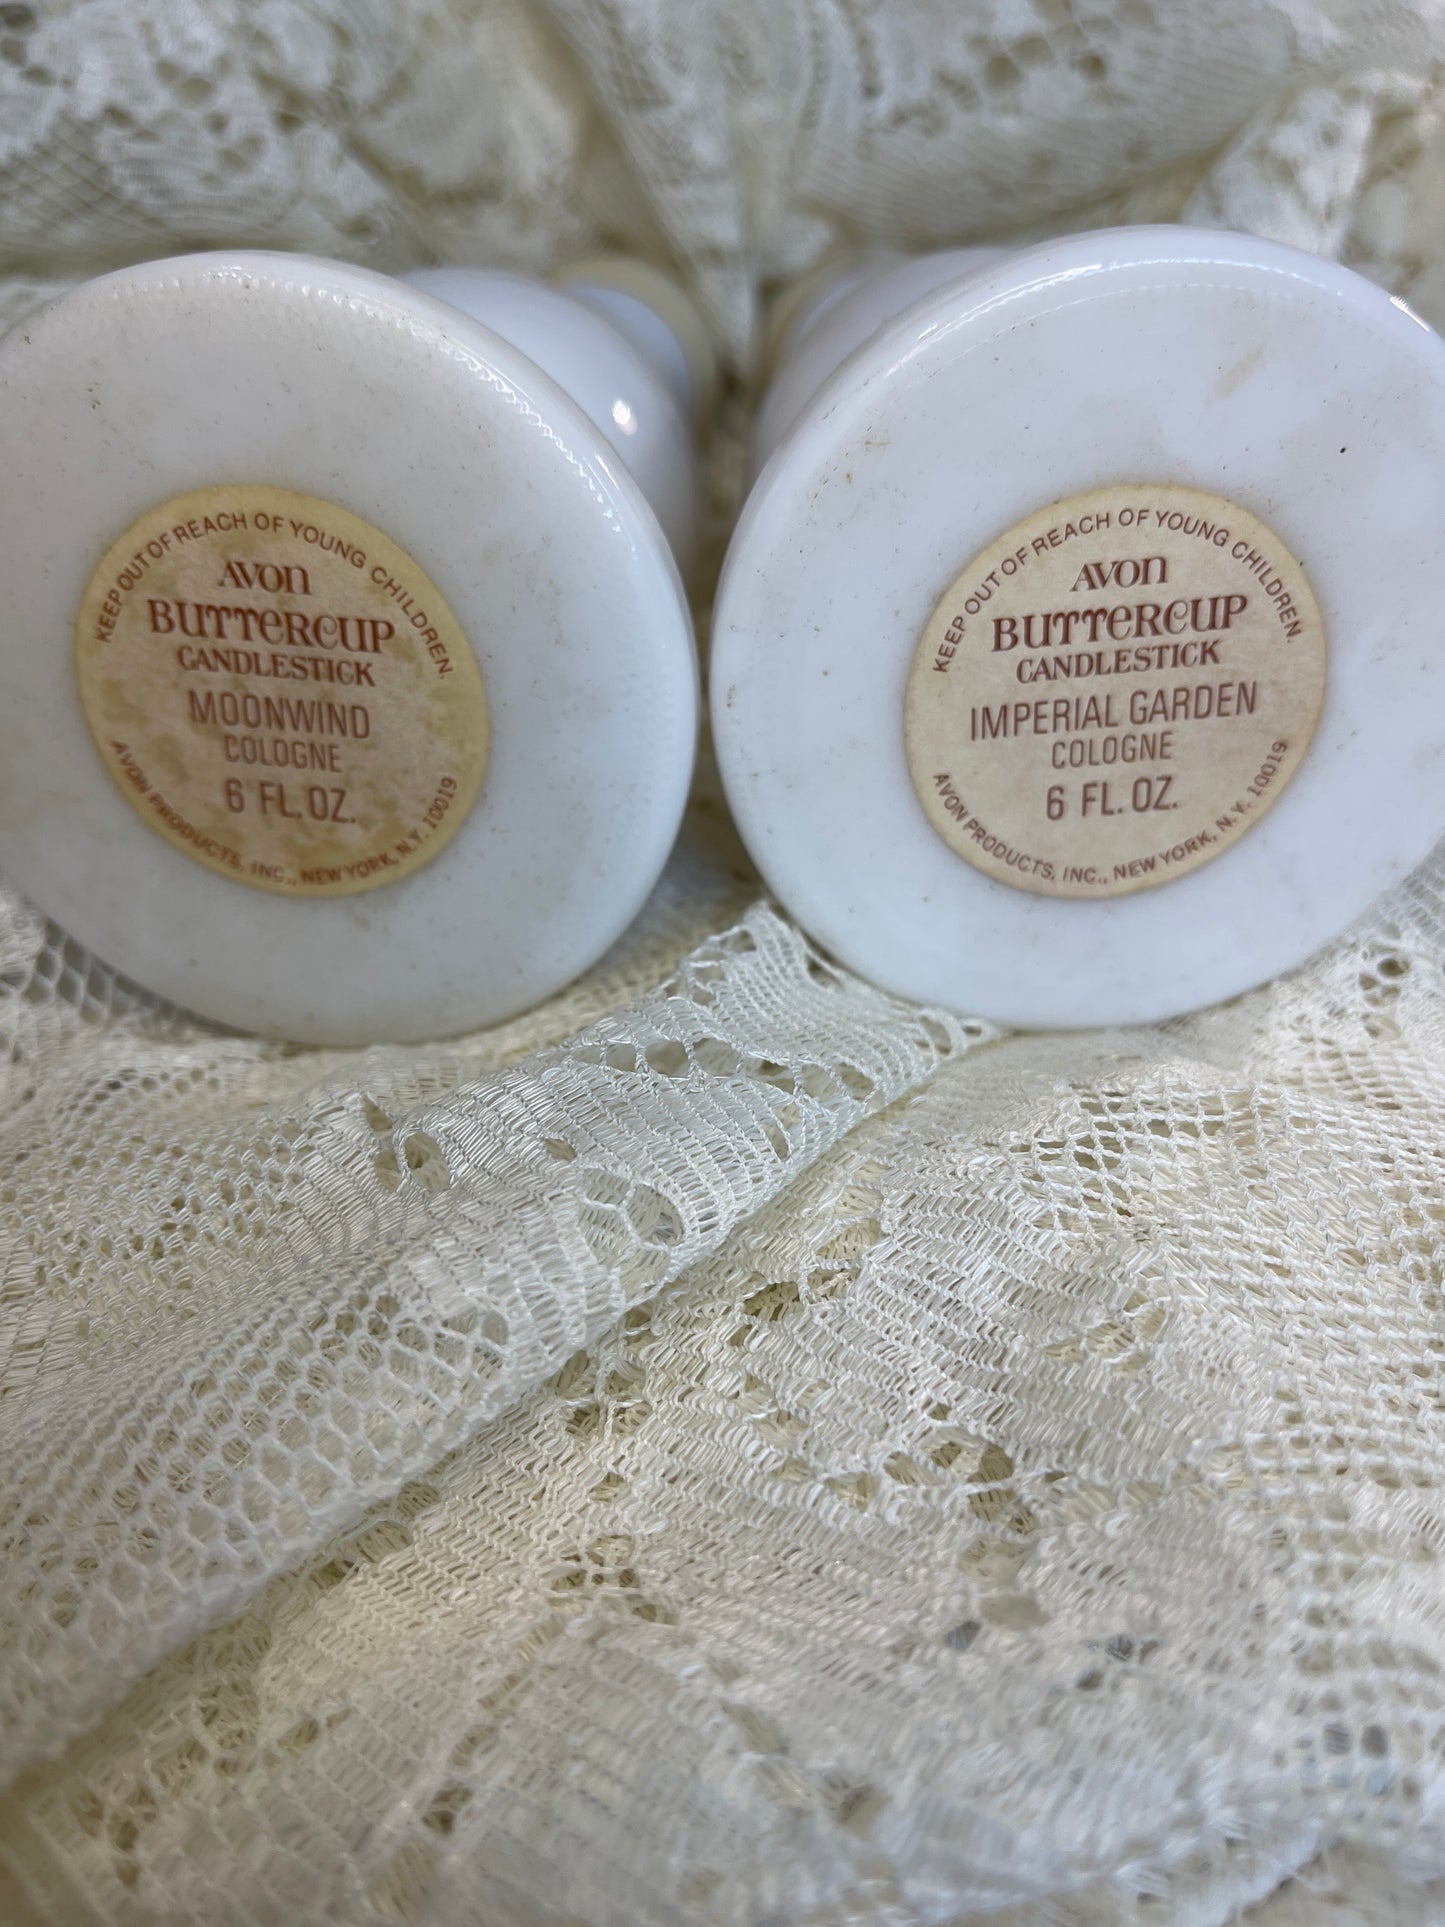 KEEP OUT OF REACH OF YOUNG CHILDREN.
AVON
BUTTERCUP
CANDLESTICK
MOONWIND
COLOGNE
6 FL. OZ.
AVON PRODUCTS, INC., NEW YORK, N.Y. 10019
KEEP OUT OF REACH OF YOUNG CHILDREN.
AVON
BUTTERCUP
CANDLESTICK
IMPERIAL GARDEN
COLOGNE
6 FL. OZ.
AVON PRODUCTS, INC., NEW YORK, N.Y. 10019